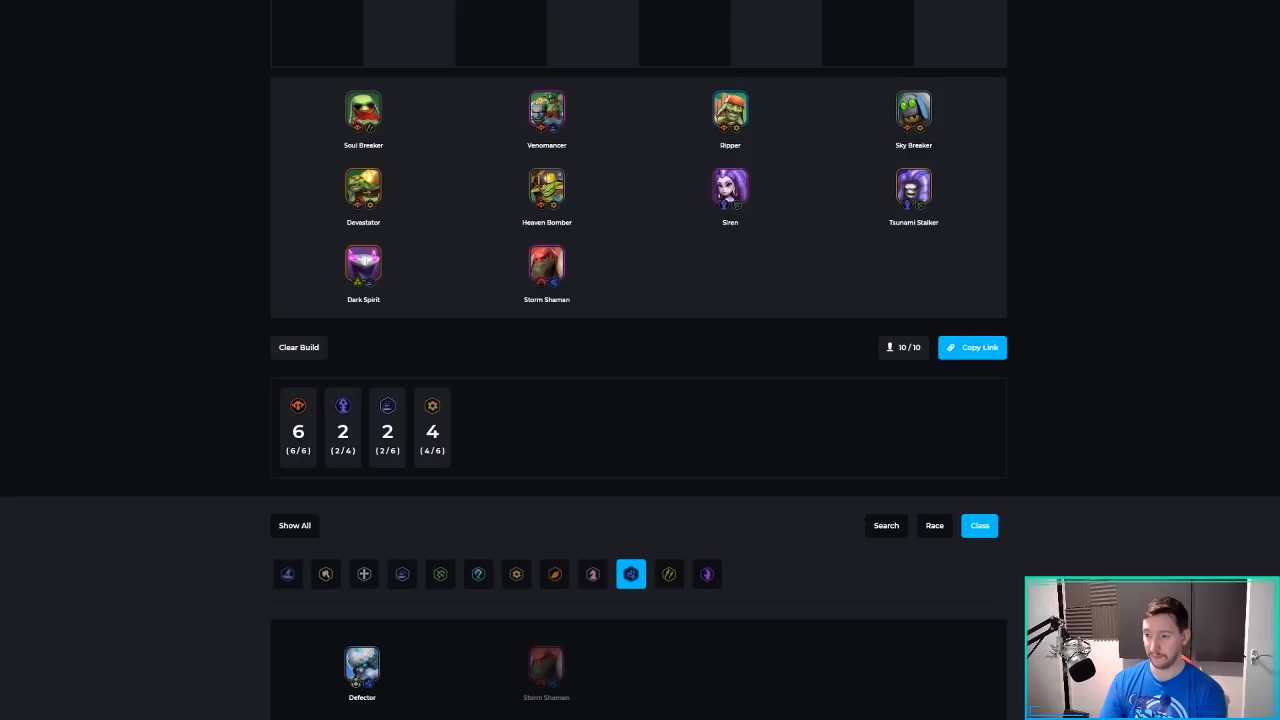 Soul Breaker Venomancer Ripper Sky Breaker
Devastator Heaven Bomber Siren Tsunami Stalker
Dark Spirit Storm Shaman
Clear Build 10 / 10 Copy Link
6 2 2 4
(6/6) (2/4) (2/6) (4/6)
Show All Search Race Class
Defector Storm Shaman